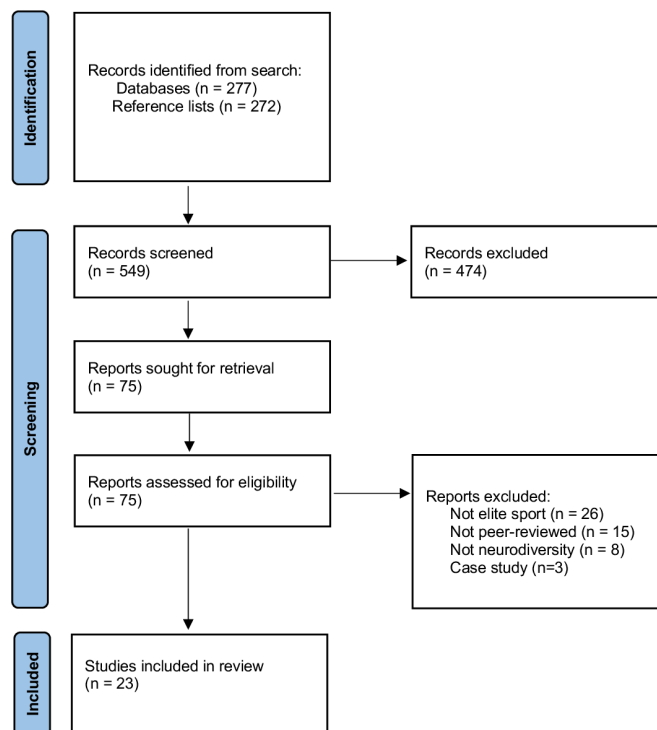 Identification
Records identified from search:
Databases (n = 277)
Reference lists (n = 272)
Screening
Records screened
(n = 549)
Records excluded
(n = 474)
Reports sought for retrieval
(n = 75)
Reports assessed for eligibility
(n = 75)
Reports excluded:
Not elite sport (n = 26)
Not peer-reviewed (n = 15)
Not neurodiversity (n = 8)
Case study (n=3)
Included
Studies included in review
(n = 23)